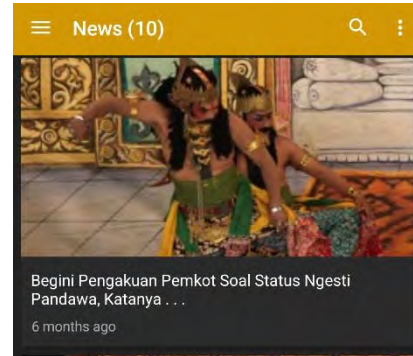 News (10)
Begini Pengakuan Pemkot Soal Status Ngesti
Pandawa, Katanya . . .
6 months ago